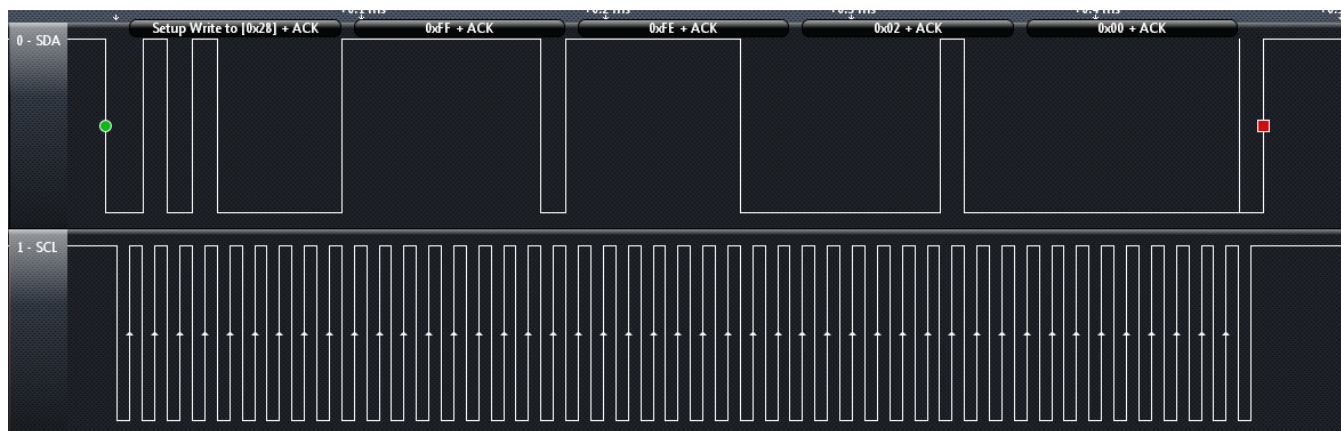 Setup Write to [0x28] + ACK
0xFF + ACK
0xFE + ACK
0x02 + ACK
0x00 + ACK
0 - SDA
1 - SCL